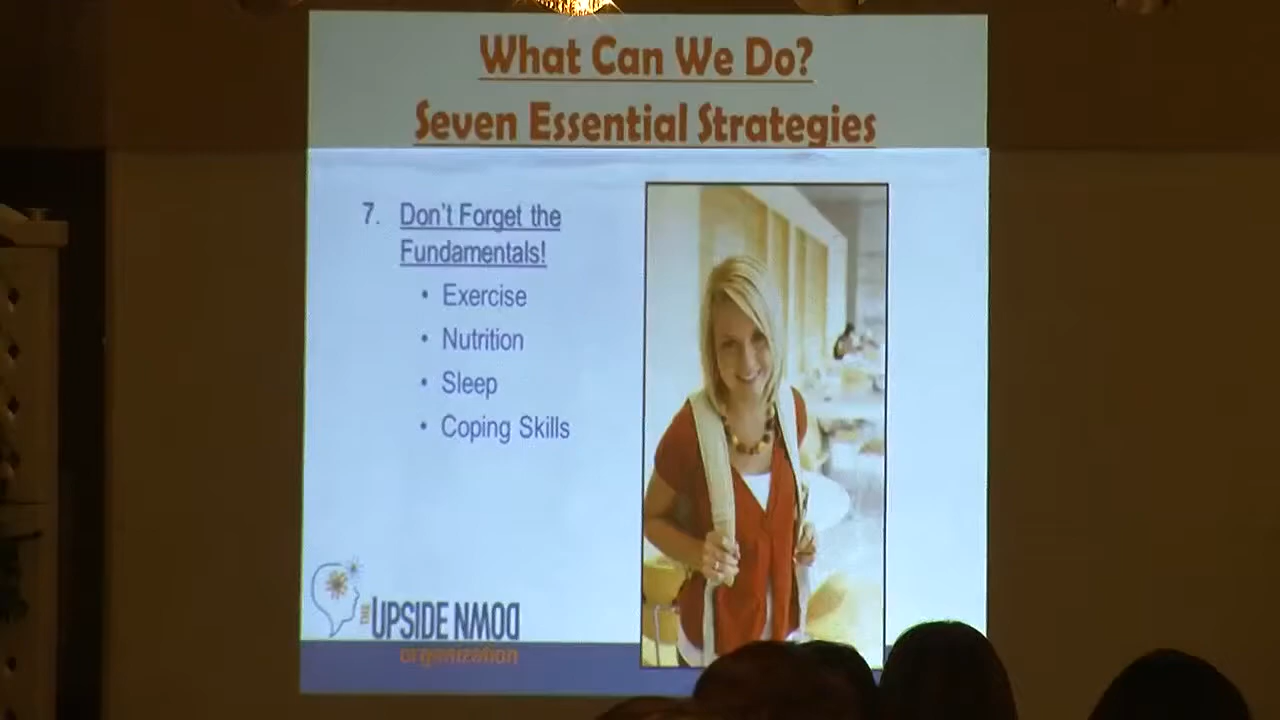 What Can We Do?
Seven Essential Strategies
7. Don't Forget the
Fundamentals!
• Exercise
• Nutrition
• Sleep
• Coping Skills
THE UPSIDE DOWN
organization